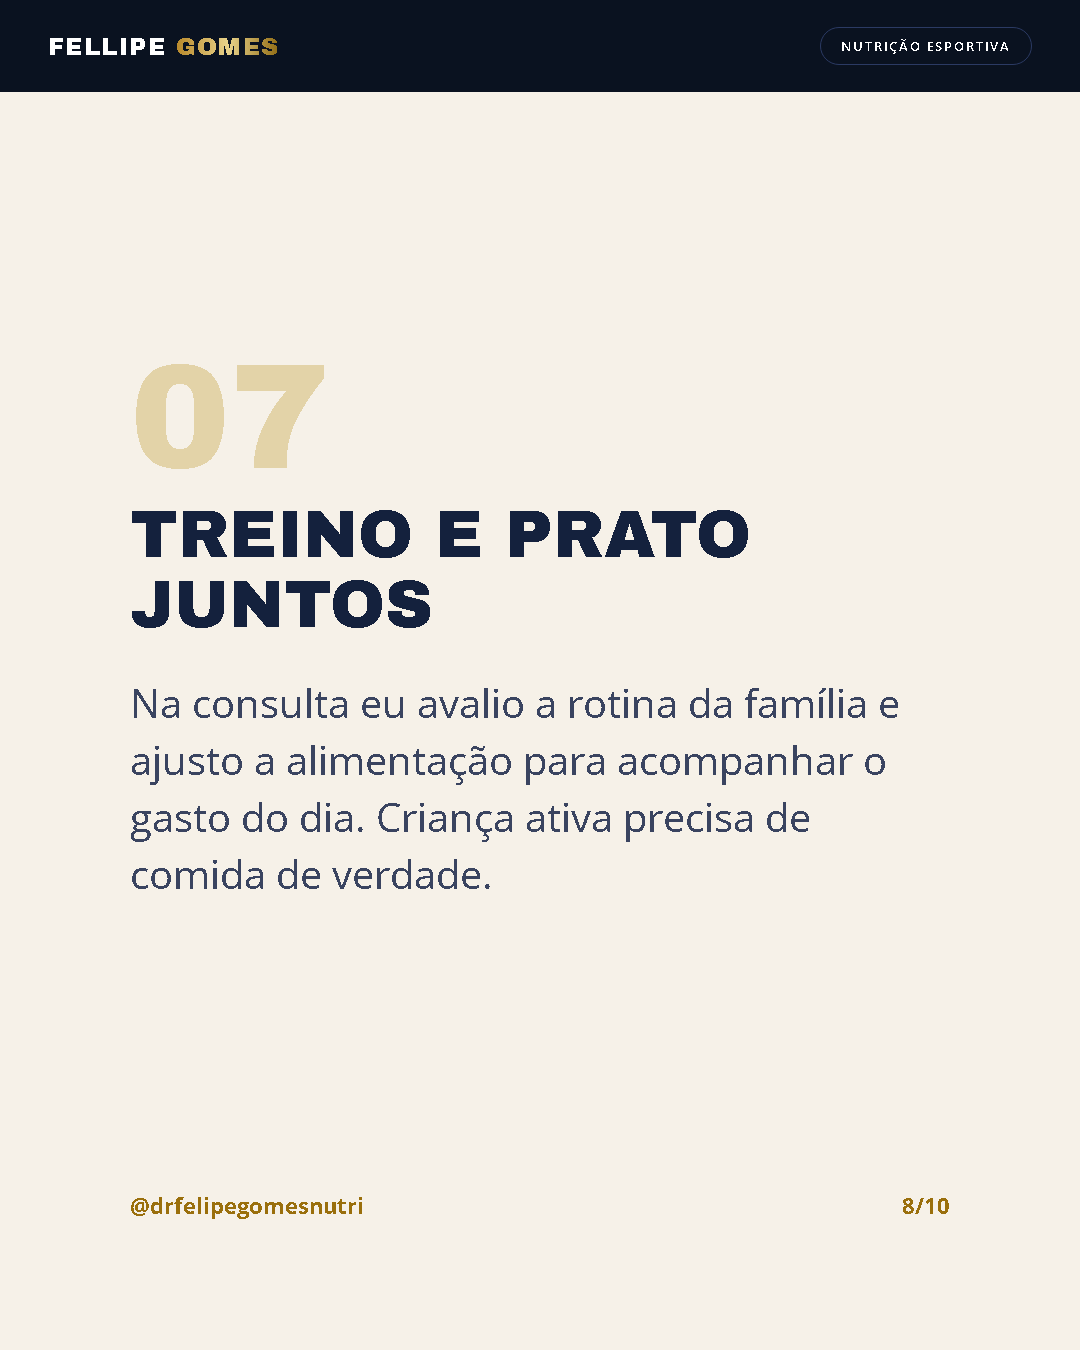 FELLIPE GOMES
NUTRIÇÃO ESPORTIVA
07
TREINO E PRATO
JUNTOS
Na consulta eu avalio a rotina da família e
ajusto a alimentação para acompanhar o
gasto do dia. Criança ativa precisa de
comida de verdade.
@drfelipegomesnutri
8/10